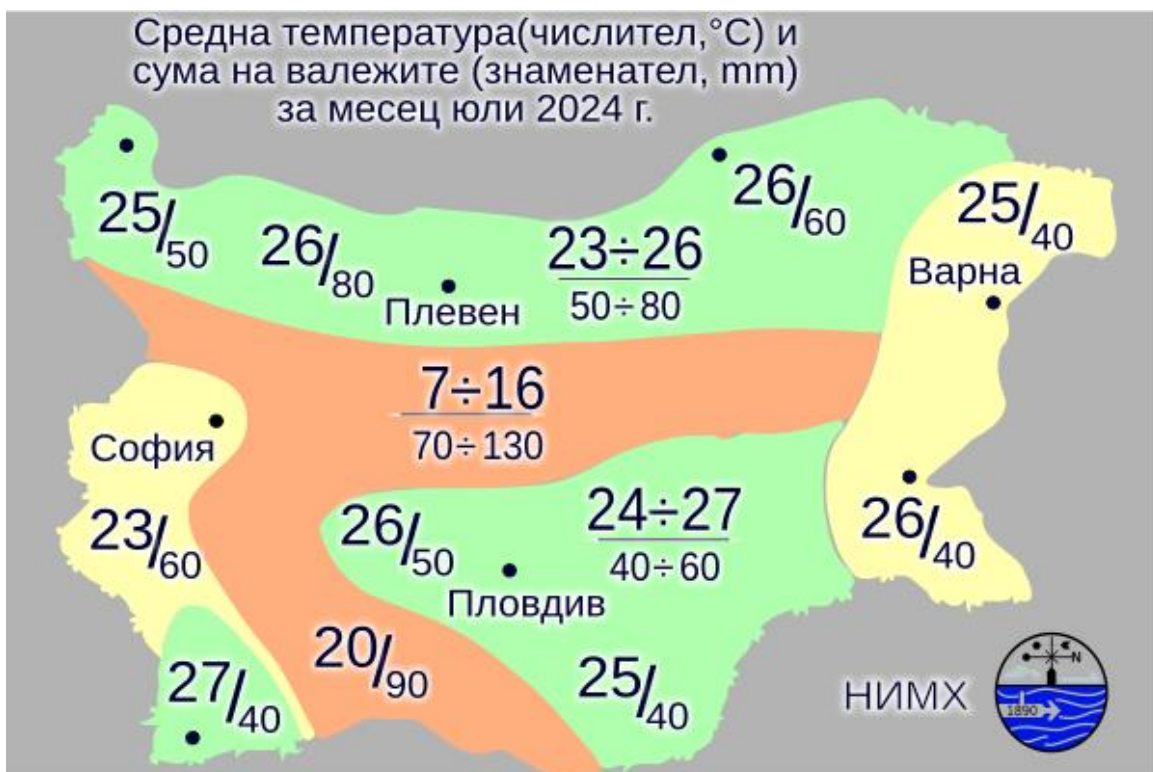 Средна температура(числител,°C) и
сума на валежите (знаменател, mm)
за месец юли 2024 г.
25/50
26/80
Плевен
23÷26
50÷80
26/60
25/40
Варна
7÷16
70÷130
София
23/60
26/50
24÷27
40÷60
Пловдив
26/40
27/40
20/90
25/40
НИМХ
N
1890